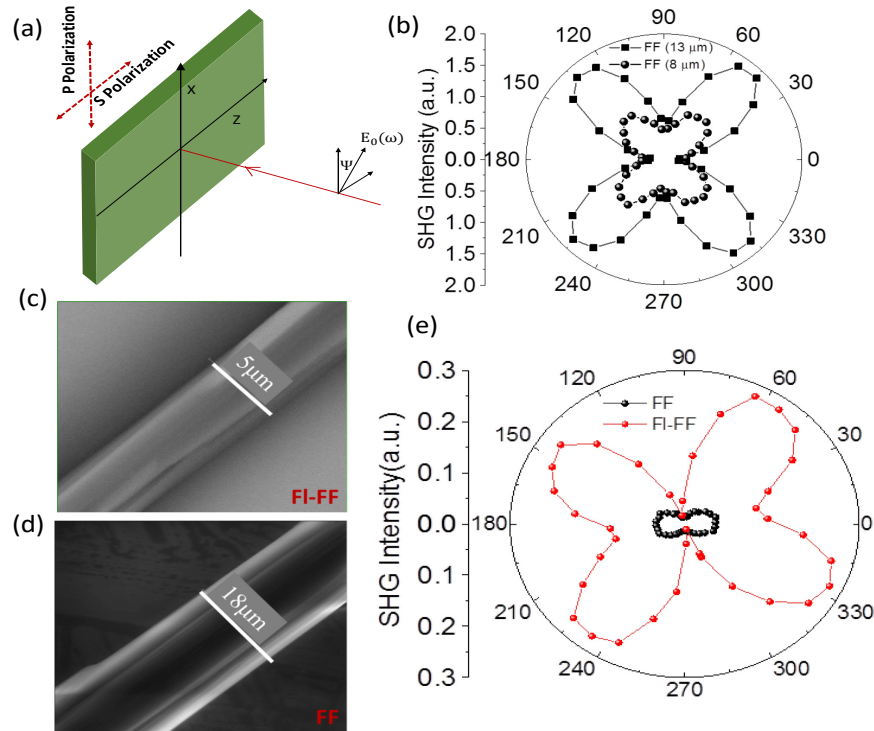 (a)
P Polarization
S Polarization
x
z
E₀(ω)
Ψ
(b)
SHG Intensity (a.u.)
2.0
1.5
1.0
0.5
0.0
0.5
1.0
1.5
2.0
90
120
60
150
30
180
0
210
330
240
300
270
FF (13 μm)
FF (8 μm)
(c)
5μm
Fl-FF
(d)
18μm
FF
(e)
SHG Intensity(a.u.)
0.3
0.2
0.1
0.0
0.1
0.2
0.3
90
120
60
150
30
180
0
210
330
240
300
270
FF
Fl-FF